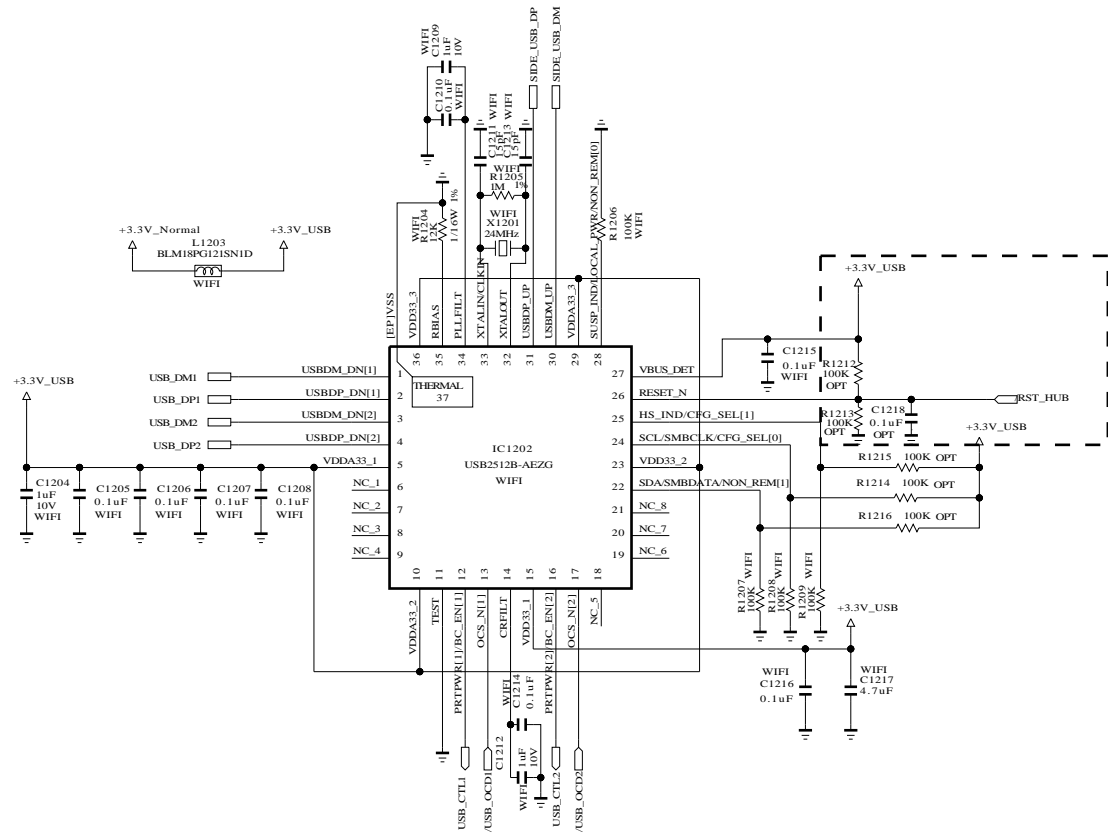 WIFI
C1209
1uF
10V
C1210
0.1uF
WIFI
C1211 WIFI
15pF
C1213 WIFI
15pF
SIDE_USB_DP
SIDE_USB_DM
WIFI
R1205
1M
1%
WIFI
X1201
24MHz
WIFI
R1204
12K
1/16W 1%
R1206
100K
WIFI
+3.3V_Normal
L1203
BLM18PG121SN1D
WIFI
+3.3V_USB
[EP]VSS
VDD33_3
RBIAS
PLLFILT
XTALIN/CLKIN
XTALOUT
USBDP_UP
USBDM_UP
VDDA33_3
SUSP_IND/LOCAL_PWR/NON_REM[0]
36
35
34
33
32
31
30
29
28
USB_DM1
USB_DP1
USB_DM2
USB_DP2
USBDM_DN[1]
USBDP_DN[1]
USBDM_DN[2]
USBDP_DN[2]
VDDA33_1
NC_1
NC_2
NC_3
NC_4
1
2
3
4
5
6
7
8
9
THERMAL
37
IC1202
USB2512B-AEZG
WIFI
27
26
25
24
23
22
21
20
19
VBUS_DET
RESET_N
HS_IND/CFG_SEL[1]
SCL/SMBCLK/CFG_SEL[0]
VDD33_2
SDA/SMBDATA/NON_REM[1]
NC_8
NC_7
NC_6
+3.3V_USB
C1204
1uF
10V
WIFI
C1205
0.1uF
WIFI
C1206
0.1uF
WIFI
C1207
0.1uF
WIFI
C1208
0.1uF
WIFI
+3.3V_USB
C1215
0.1uF
WIFI
R1212
100K
OPT
R1213
100K
OPT
C1218
0.1uF
OPT
/RST_HUB
+3.3V_USB
R1215 100K OPT
R1214 100K OPT
R1216 100K OPT
R1207
100K
WIFI
R1208
100K
WIFI
R1209
100K
WIFI
10
11
12
13
14
15
16
17
18
VDDA33_2
TEST
PRTPWR[1]/BC_EN[1]
OCS_N[1]
CRFILT
VDD33_1
PRTPWR[2]/BC_EN[2]
OCS_N[2]
NC_5
+3.3V_USB
WIFI
C1216
0.1uF
WIFI
C1217
4.7uF
WIFI
C1214
0.1uF
C1212
1uF
10V
WIFI
USB_CTL1
/USB_OCD1
USB_CTL2
/USB_OCD2